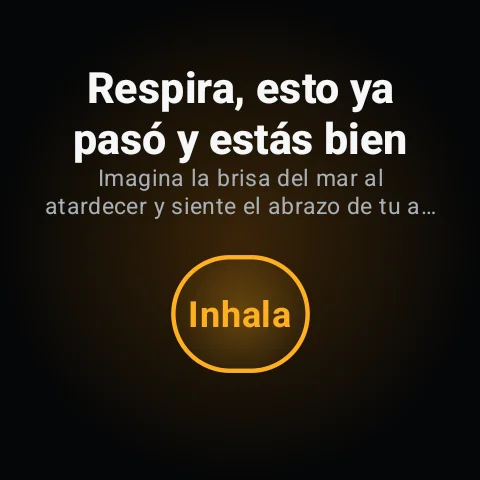 Respira, esto ya
pasó y estás bien
Imagina la brisa del mar al
atardecer y siente el abrazo de tu a…
Inhala